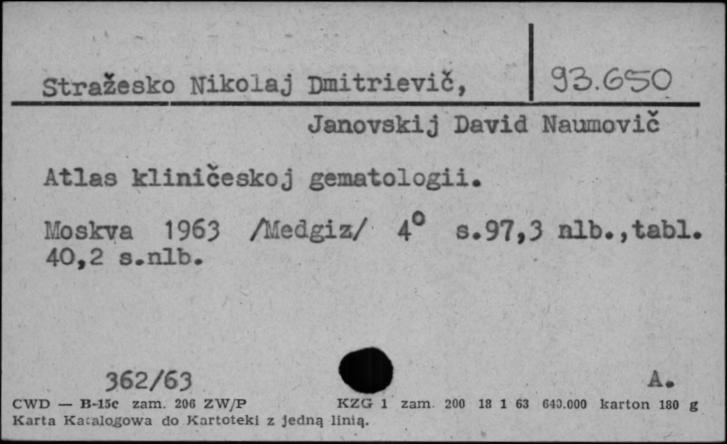 Stražesko Nikolaj Dmitrievič, 93.650
Janovskij David Naumovič
Atlas kliničeskoj gematologii.
Moskva 1963 /Medgiz/ 4° s.97,3 nlb.,tabl.
40,2 s.nlb.
362/63 A.
CWD — B-15c zam. 206 ZW/P KZG 1 zam. 200 18 1 63 640.000 karton 180 g
Karta Katalogowa do Kartoteki z jedną linią.